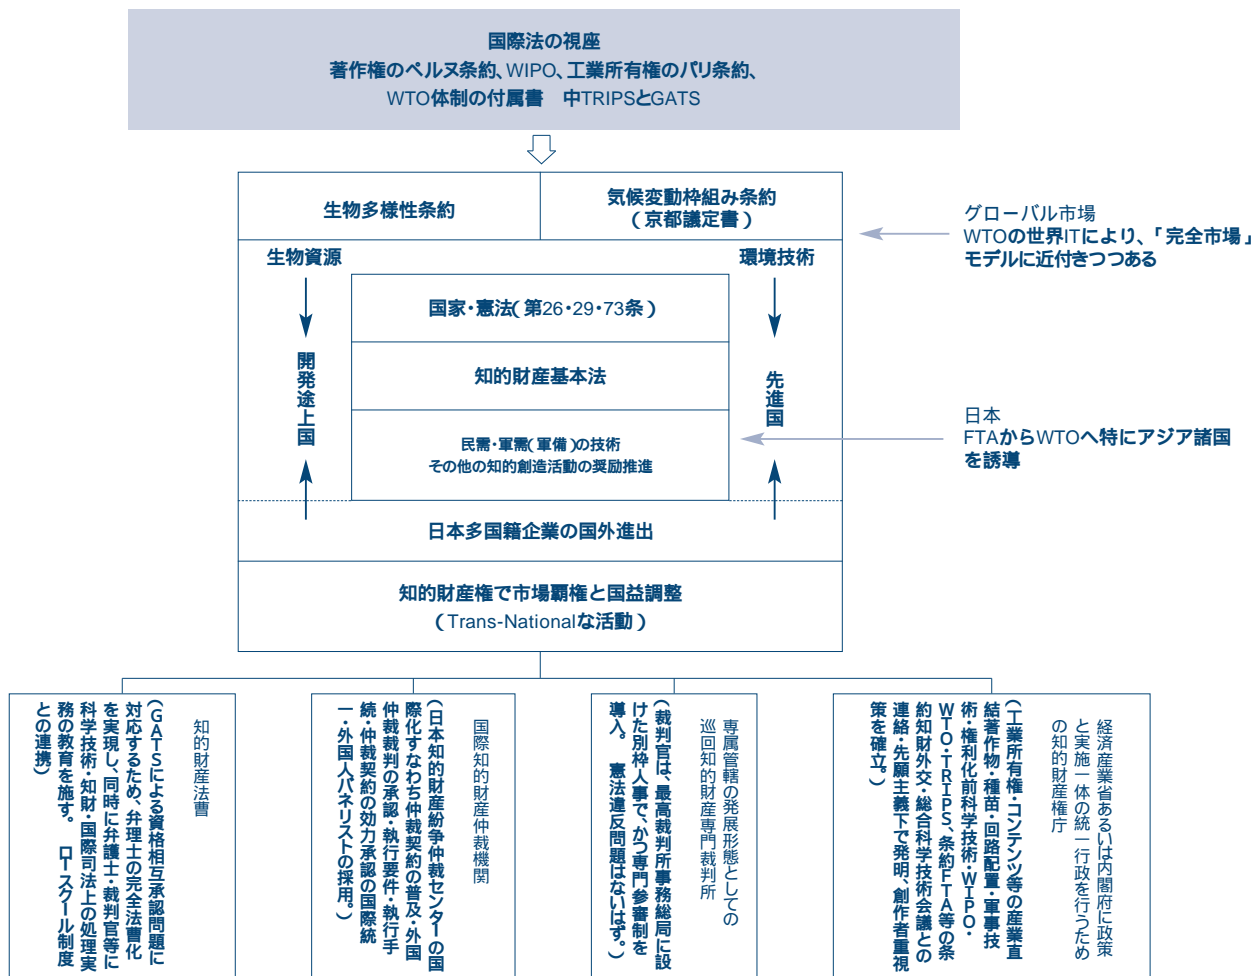 国際法の視座
著作権のベルヌ条約、WIPO、工業所有権のパリ条約、
WTO体制の付属書　中TRIPSとGATS
生物多様性条約
気候変動枠組み条約
（京都議定書）
グローバル市場
WTOの世界ITにより、「完全市場」
モデルに近付きつつある
生物資源
環境技術
国家・憲法（第26・29・73条）
開発途上国
知的財産基本法
先進国
民需・軍需（軍備）の技術
その他の知的創造活動の奨励推進
日本
FTAからWTOへ特にアジア諸国
を誘導
日本多国籍企業の国外進出
知的財産権で市場覇権と国益調整
（Trans-Nationalな活動）
知的財産法曹
（GATSによる資格相互承認問題に
対応するため、弁理士の完全法曹化
を実現し、同時に弁護士・裁判官等に
科学技術・知財・国際司法上の処理実
務の教育を施す。　ロースクール制度
との連携）
国際知的財産仲裁機関
（日本知的財産紛争仲裁センターの国
際化すなわち仲裁契約の普及・外国
仲裁裁判の承認・執行要件・執行手
続・仲裁契約の効力承認の国際統
一・外国人パネリストの採用。）
専属管轄の発展形態としての
巡回知的財産専門裁判所
（裁判官は、最高裁判所事務総局に設
けた別枠人事で、かつ専門参審制を
導入。　憲法違反問題はないはず。）
経済産業省あるいは内閣府に政策
と実施一体の統一行政を行うため
の知的財産権庁
（工業所有権・コンテンツ等の産業直
結著作物・種苗・回路配置・軍事技
術・権利化前科学技術・WIPO・
WTO・TRIPS、条約FTA等の条
約知財外交・総合科学技術会議との
連絡・先願主義下で発明、創作者重視
策を確立。）